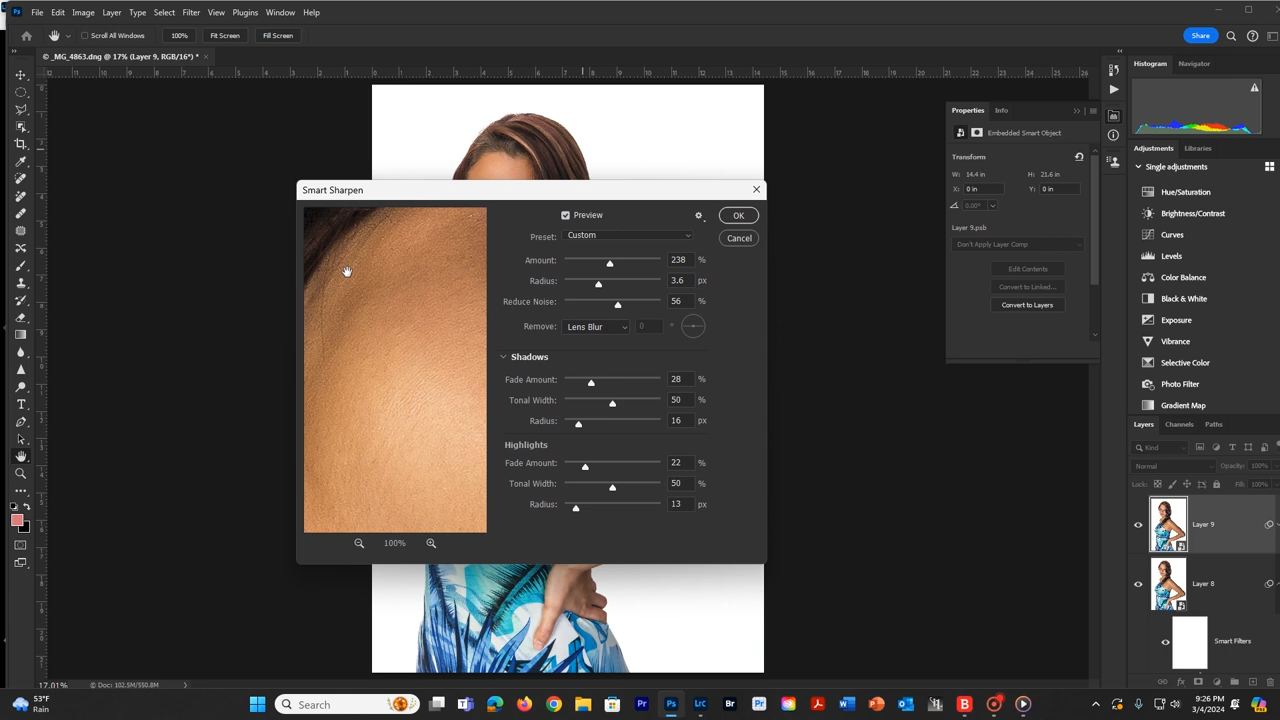 File Edit Image Layer Type Select Filter View Plugins Window Help
Scroll All Windows 100% Fit Screen Fill Screen Share
© _MG_4863.dng @ 17% (Layer 9, RGB/16*) * ×
Histogram Navigator
Properties Info
Embedded Smart Object
Transform
W: 14.4 in H: 21.6 in
X: 0 in Y: 0 in
0.00°
Layer 9.psb
Don't Apply Layer Comp
Edit Contents
Convert to Linked...
Convert to Layers
Adjustments Libraries
Single adjustments
Hue/Saturation
Brightness/Contrast
Curves
Levels
Color Balance
Black & White
Exposure
Vibrance
Selective Color
Photo Filter
Gradient Map
Layers Channels Paths
Kind
Normal Opacity: 100%
Lock: Fill: 100%
Layer 9
Layer 8
Smart Filters
Smart Sharpen
Preview OK
Preset: Custom Cancel
Amount: 238 %
Radius: 3.6 px
Reduce Noise: 56 %
Remove: Lens Blur 0 °
Shadows
Fade Amount: 28 %
Tonal Width: 50 %
Radius: 16 px
Highlights
Fade Amount: 22 %
Tonal Width: 50 %
Radius: 13 px
100%
17.01% © Doc: 102.5M/550.8M
53°F
Rain
Search
9:26 PM
3/4/2024